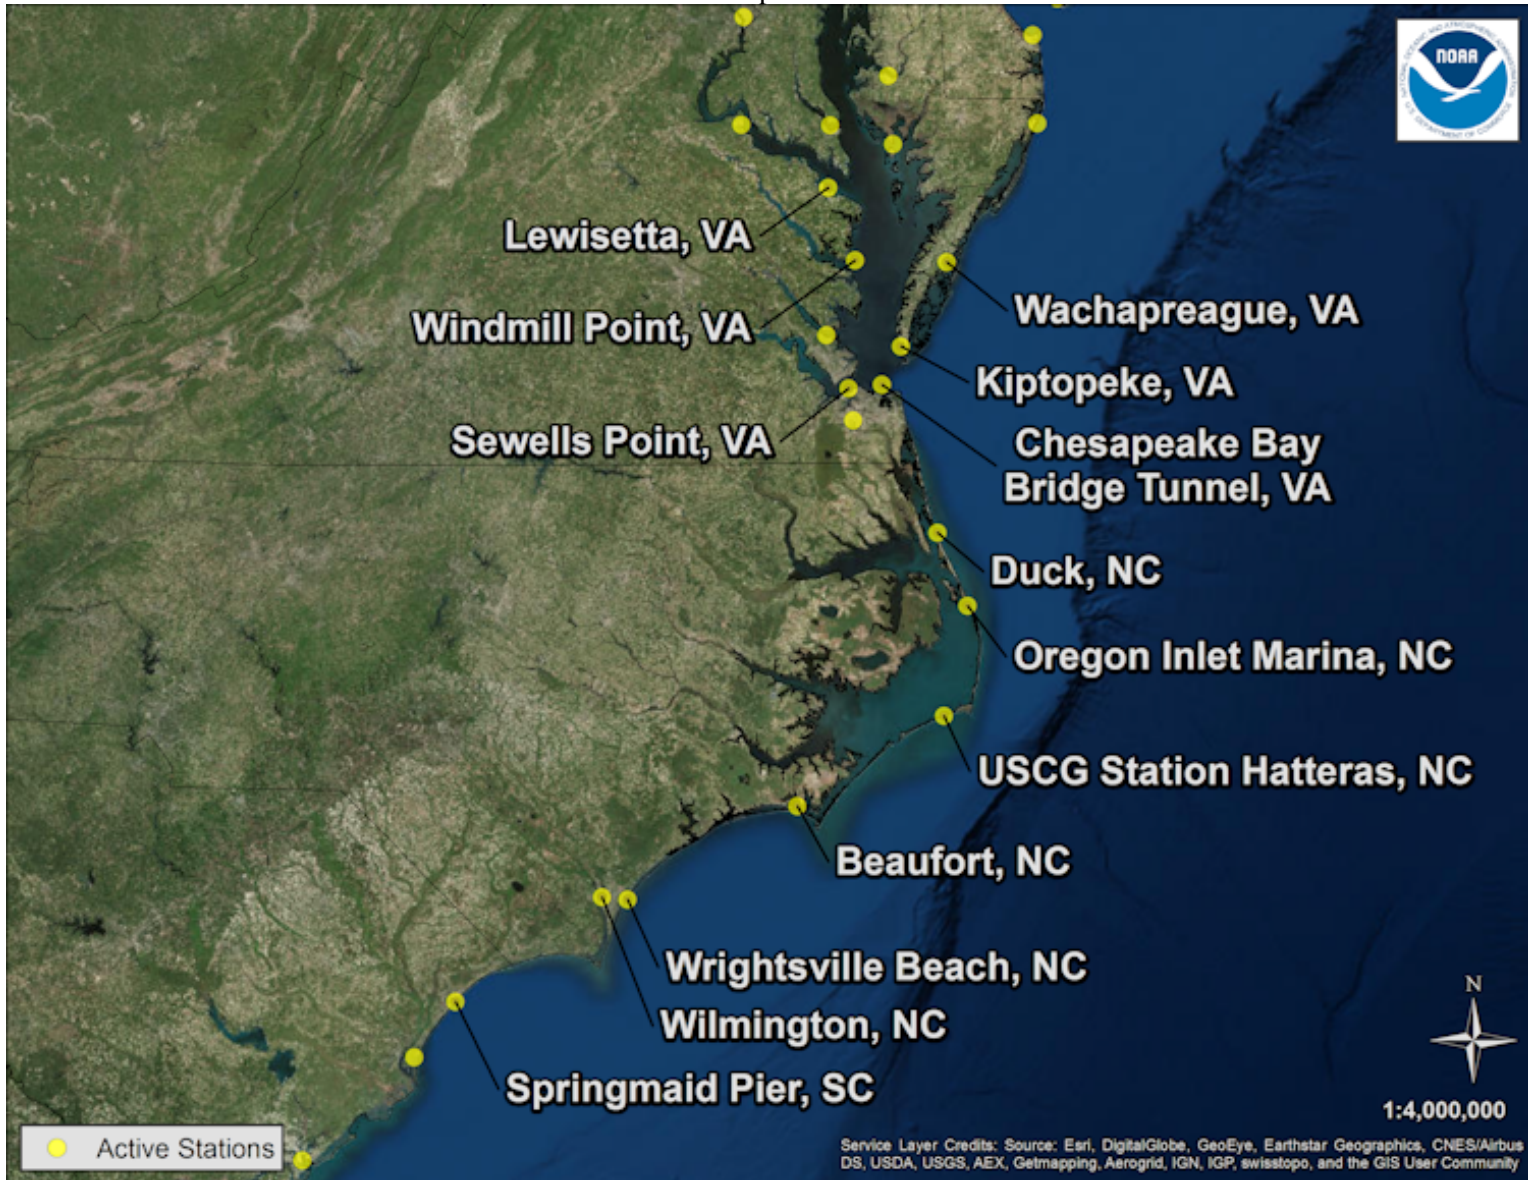 NOAA
Lewisetta, VA
Windmill Point, VA
Wachapreague, VA
Kiptopeke, VA
Sewells Point, VA
Chesapeake Bay
Bridge Tunnel, VA
Duck, NC
Oregon Inlet Marina, NC
USCG Station Hatteras, NC
Beaufort, NC
Wrightsville Beach, NC
Wilmington, NC
Springmaid Pier, SC
N
1:4,000,000
Active Stations
Service Layer Credits: Source: Esri, DigitalGlobe, GeoEye, Earthstar Geographics, CNES/Airbus
DS, USDA, USGS, AEX, Getmapping, Aerogrid, IGN, IGP, swisstopo, and the GIS User Community